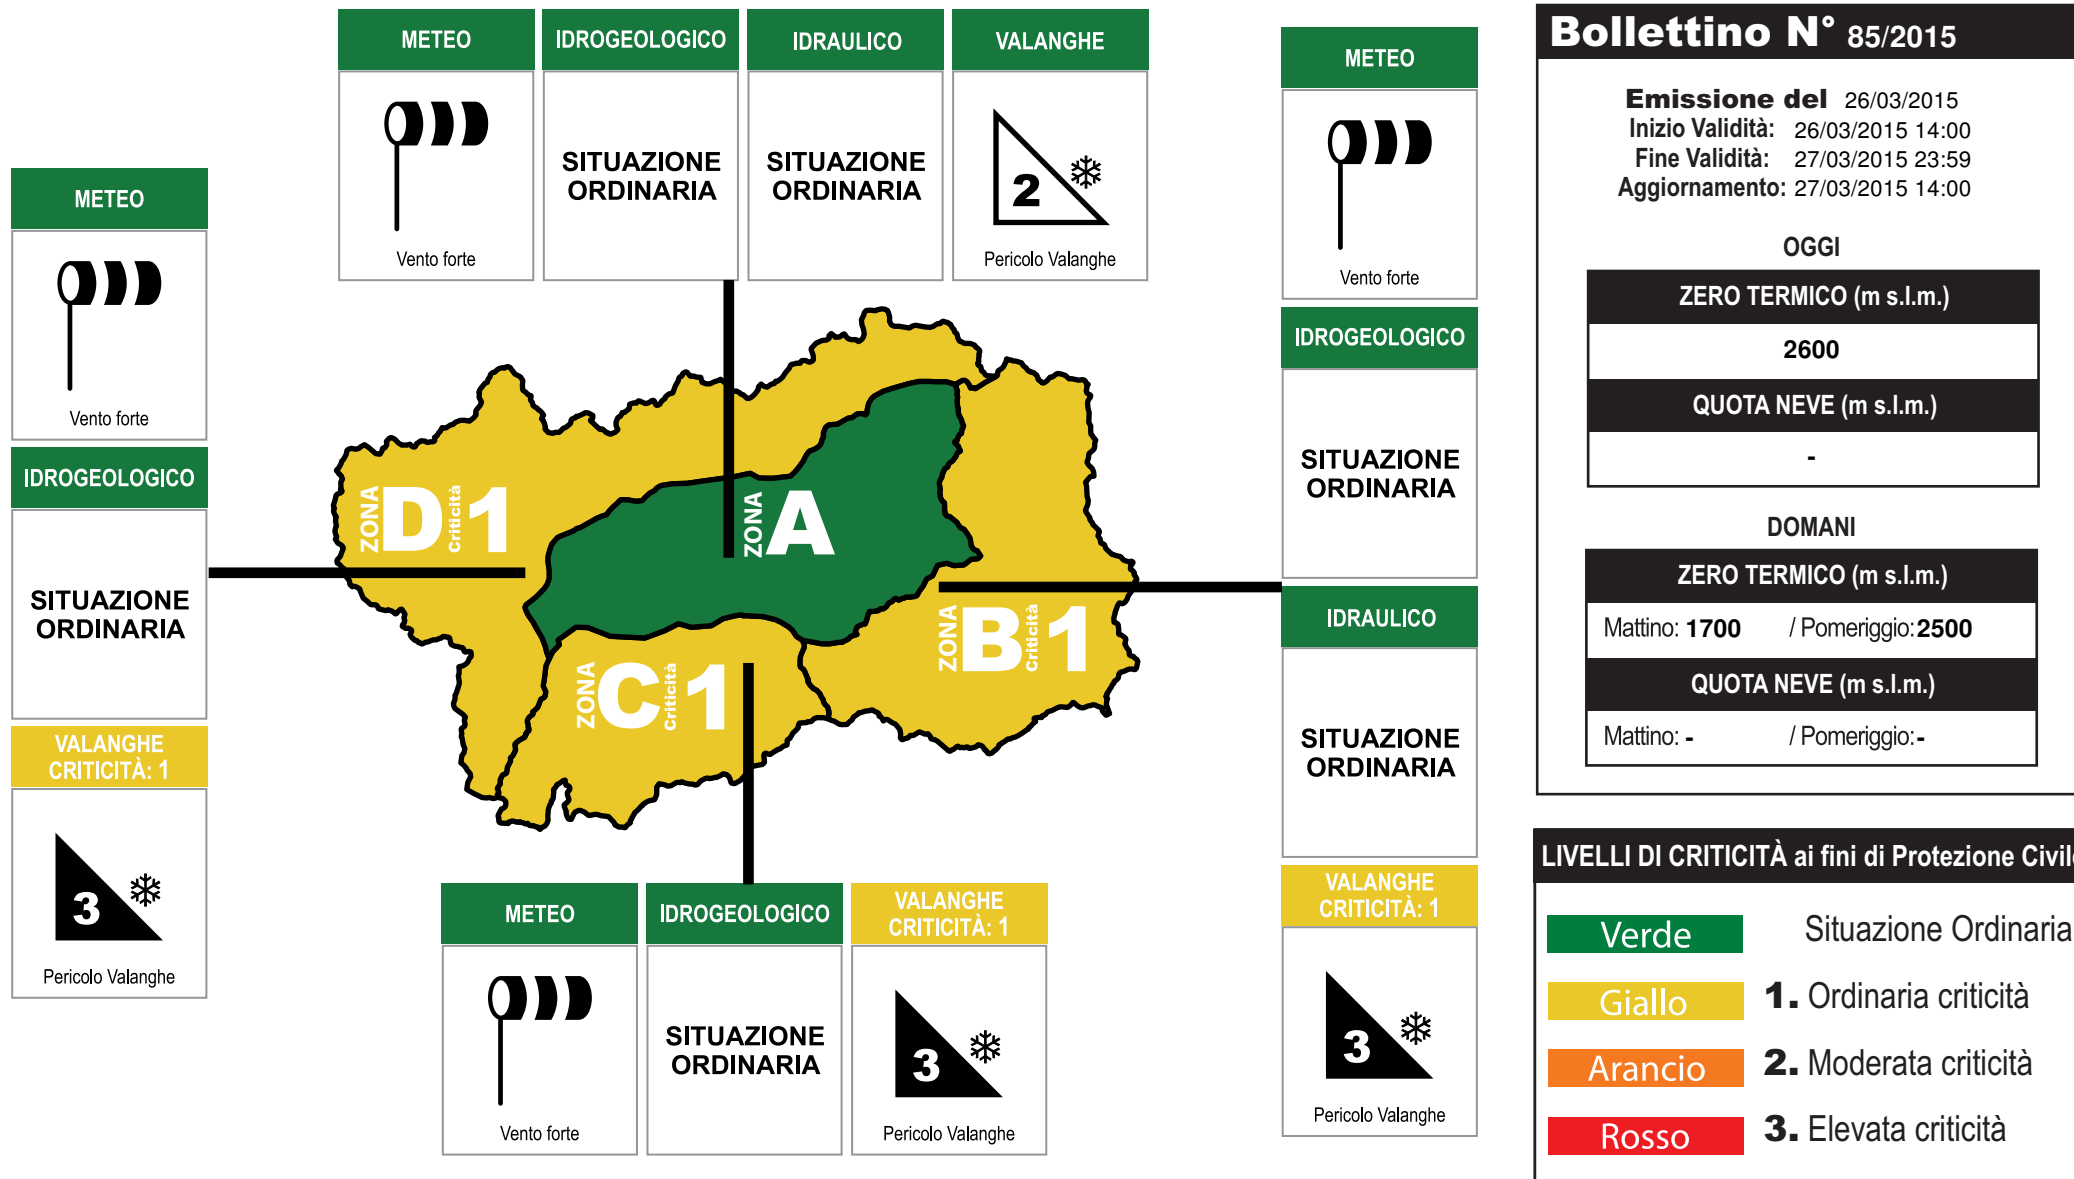 METEO
Vento forte
IDROGEOLOGICO
SITUAZIONE
ORDINARIA
VALANGHE
CRITICITÀ: 1
3
Pericolo Valanghe
METEO
Vento forte
IDROGEOLOGICO
SITUAZIONE
ORDINARIA
IDRAULICO
SITUAZIONE
ORDINARIA
VALANGHE
2
Pericolo Valanghe
ZONA D Criticità 1
ZONA A
ZONA B Criticità 1
ZONA C Criticità 1
METEO
Vento forte
IDROGEOLOGICO
SITUAZIONE
ORDINARIA
VALANGHE
CRITICITÀ: 1
3
Pericolo Valanghe
METEO
Vento forte
IDROGEOLOGICO
SITUAZIONE
ORDINARIA
IDRAULICO
SITUAZIONE
ORDINARIA
VALANGHE
CRITICITÀ: 1
3
Pericolo Valanghe
Bollettino N° 85/2015
Emissione del 26/03/2015
Inizio Validità: 26/03/2015 14:00
Fine Validità: 27/03/2015 23:59
Aggiornamento: 27/03/2015 14:00
OGGI
ZERO TERMICO (m s.l.m.)
2600
QUOTA NEVE (m s.l.m.)
-
DOMANI
ZERO TERMICO (m s.l.m.)
Mattino: 1700 / Pomeriggio: 2500
QUOTA NEVE (m s.l.m.)
Mattino: - / Pomeriggio: -
LIVELLI DI CRITICITÀ ai fini di Protezione Civile
Verde Situazione Ordinaria
Giallo 1. Ordinaria criticità
Arancio 2. Moderata criticità
Rosso 3. Elevata criticità